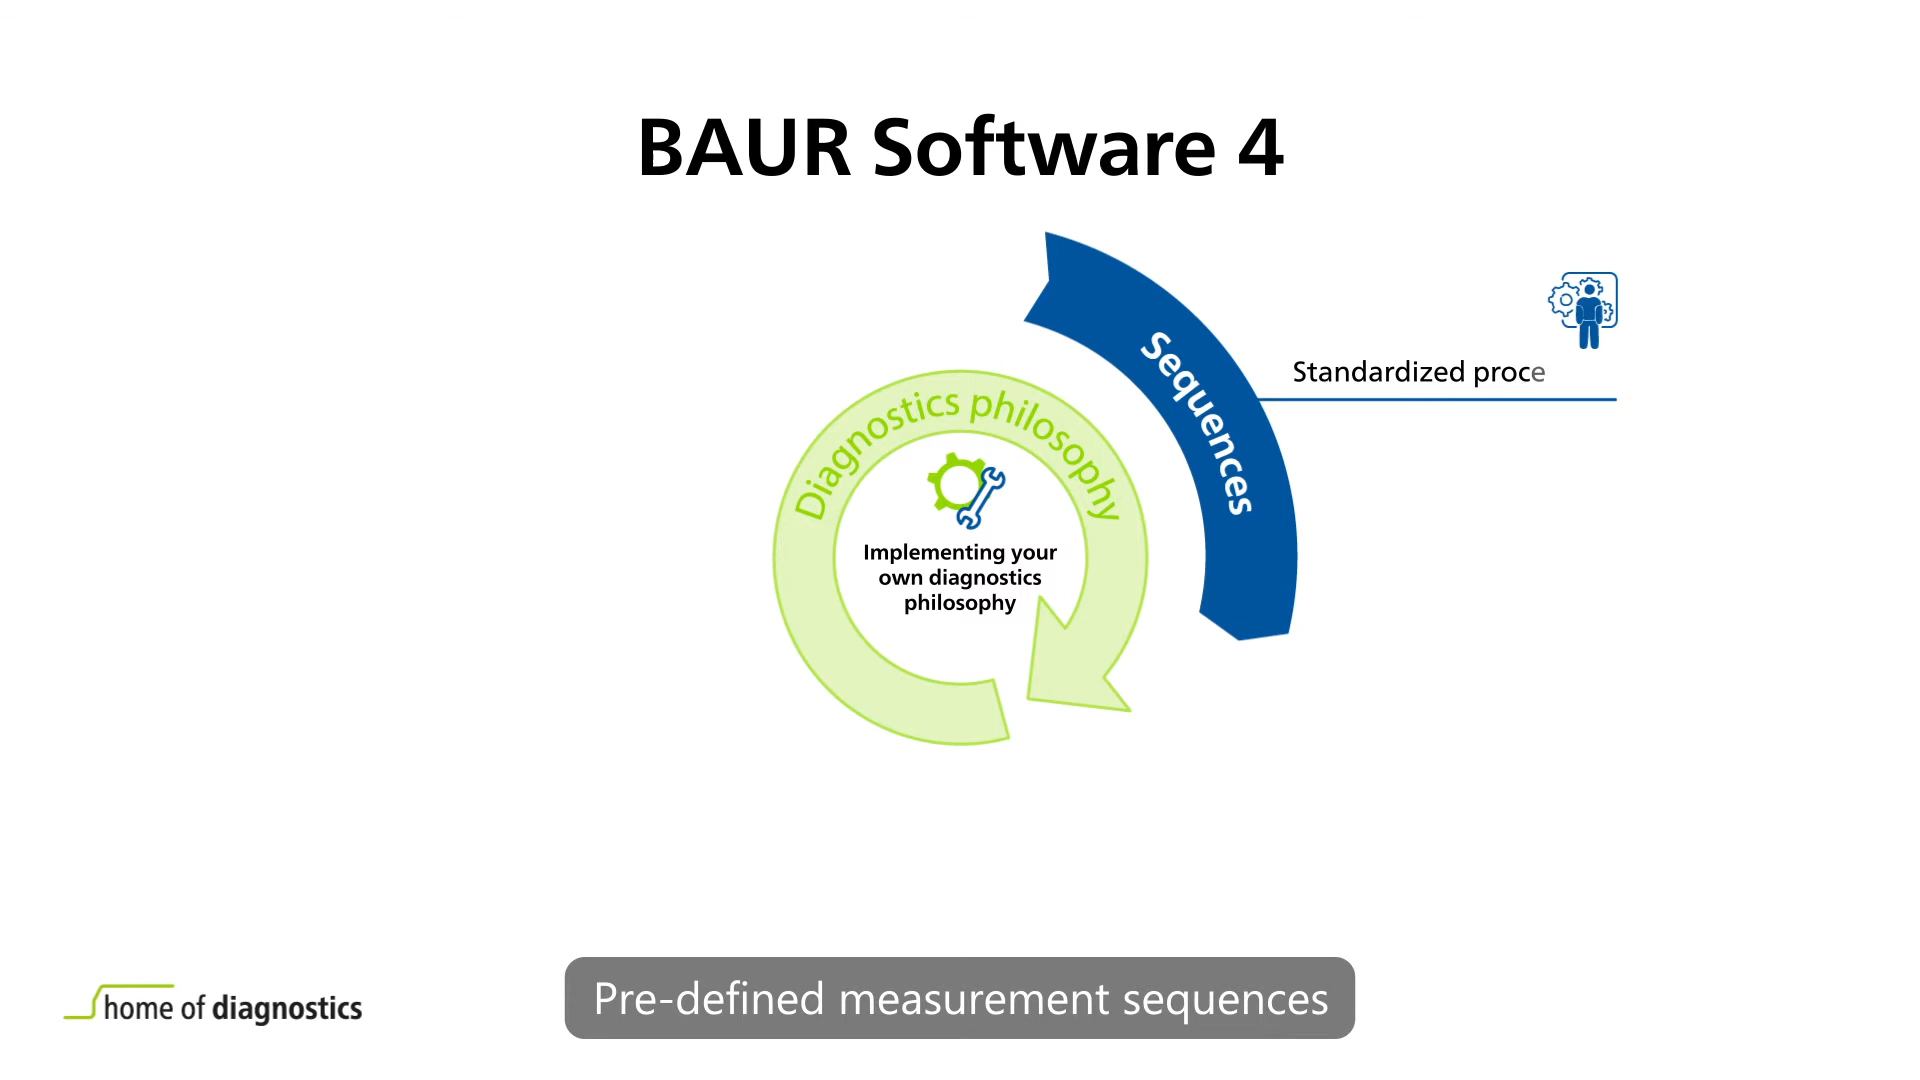 BAUR Software 4
Sequences
Standardized proce
Diagnostics philosophy
Implementing your
own diagnostics
philosophy
home of diagnostics
Pre-defined measurement sequences